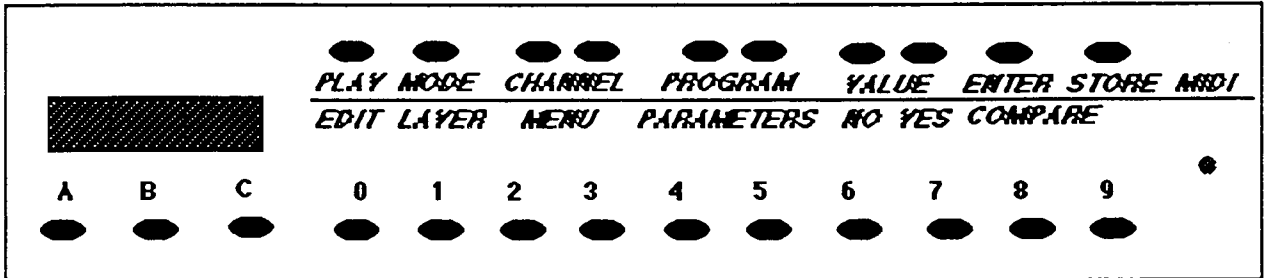 PLAY MODE CHANNEL PROGRAM VALUE ENTER STORE MIDI
EDIT LAYER MENU PARAMETERS NO YES COMPARE
A B C 0 1 2 3 4 5 6 7 8 9